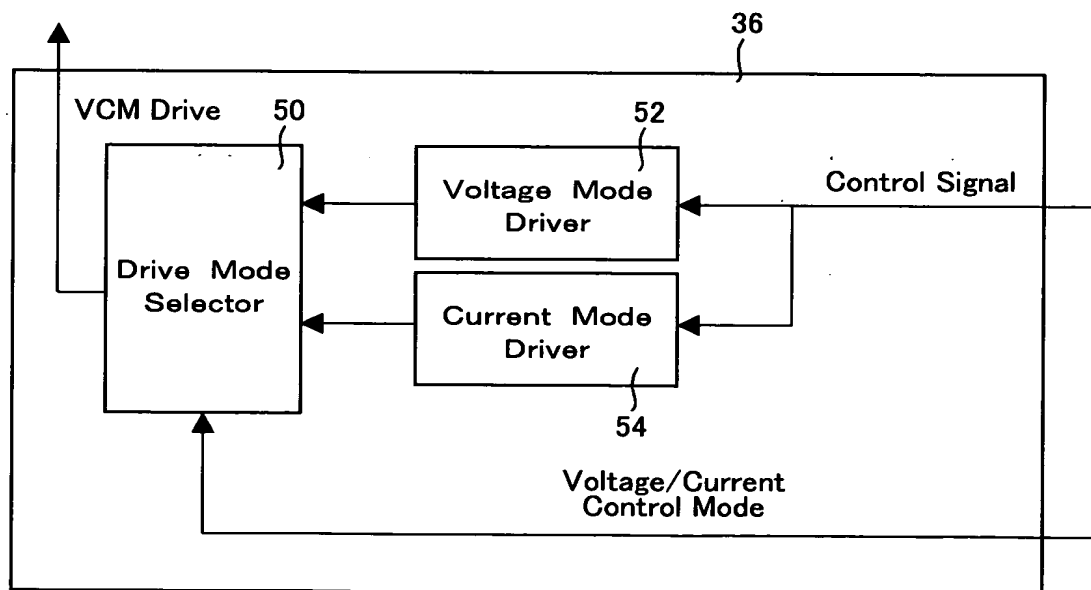 36
VCM Drive
50
52
Voltage Mode
Driver
Control Signal
Drive Mode
Selector
Current Mode
Driver
54
Voltage/Current
Control Mode